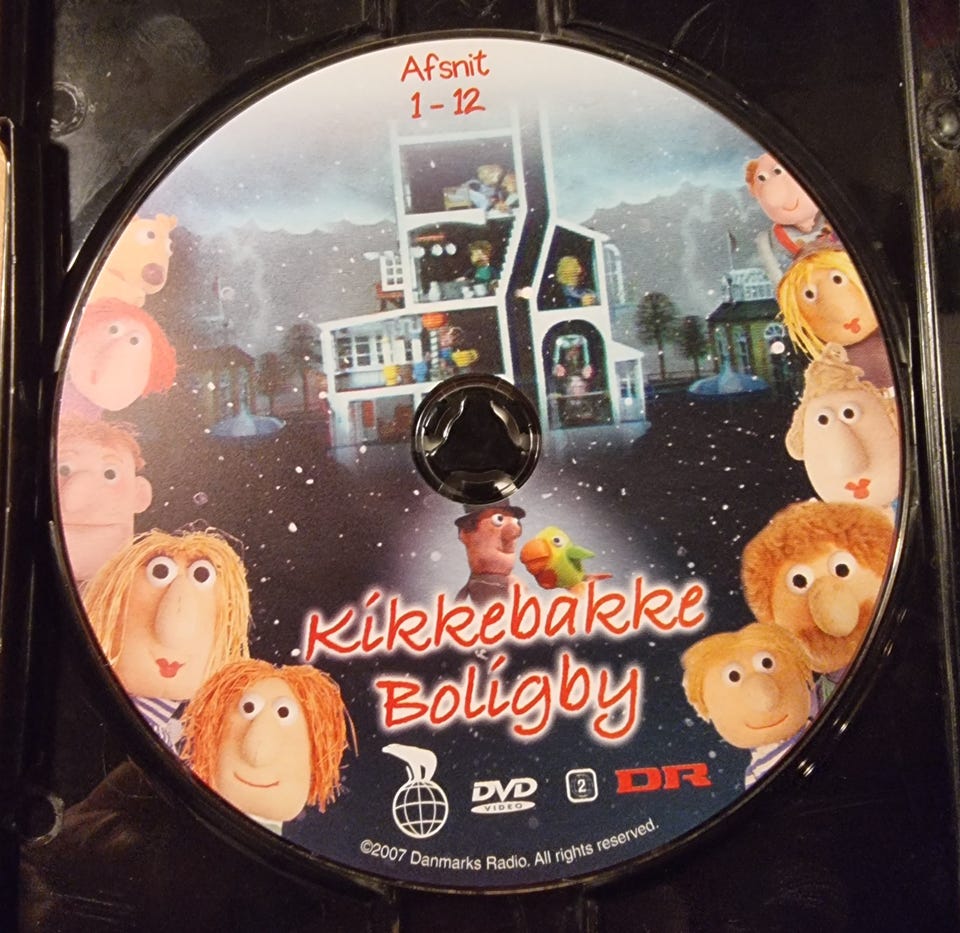 Afsnit
1 - 12
Kikkebakke
Boligby
DVD
VIDEO
2
DR
©2007 Danmarks Radio. All rights reserved.